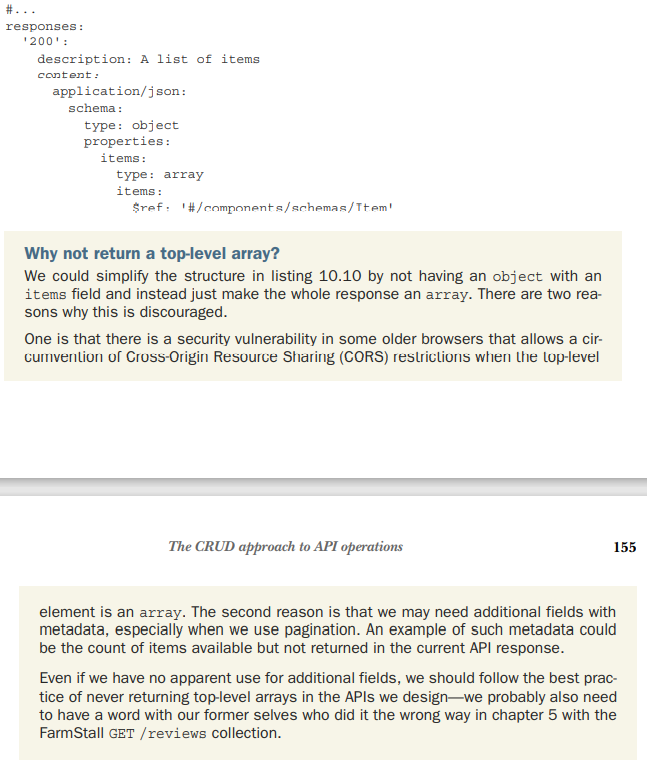 #...
responses:
'200':
description: A list of items
content:
application/json:
schema:
type: object
properties:
items:
type: array
items:
$ref: '#/components/schemas/Item'
Why not return a top-level array?
We could simplify the structure in listing 10.10 by not having an object with an
items field and instead just make the whole response an array. There are two rea-
sons why this is discouraged.
One is that there is a security vulnerability in some older browsers that allows a cir-
cumvention of Cross-Origin Resource Sharing (CORS) restrictions when the top-level
The CRUD approach to API operations 155
element is an array. The second reason is that we may need additional fields with
metadata, especially when we use pagination. An example of such metadata could
be the count of items available but not returned in the current API response.
Even if we have no apparent use for additional fields, we should follow the best prac-
tice of never returning top-level arrays in the APIs we design—we probably also need
to have a word with our former selves who did it the wrong way in chapter 5 with the
FarmStall GET /reviews collection.